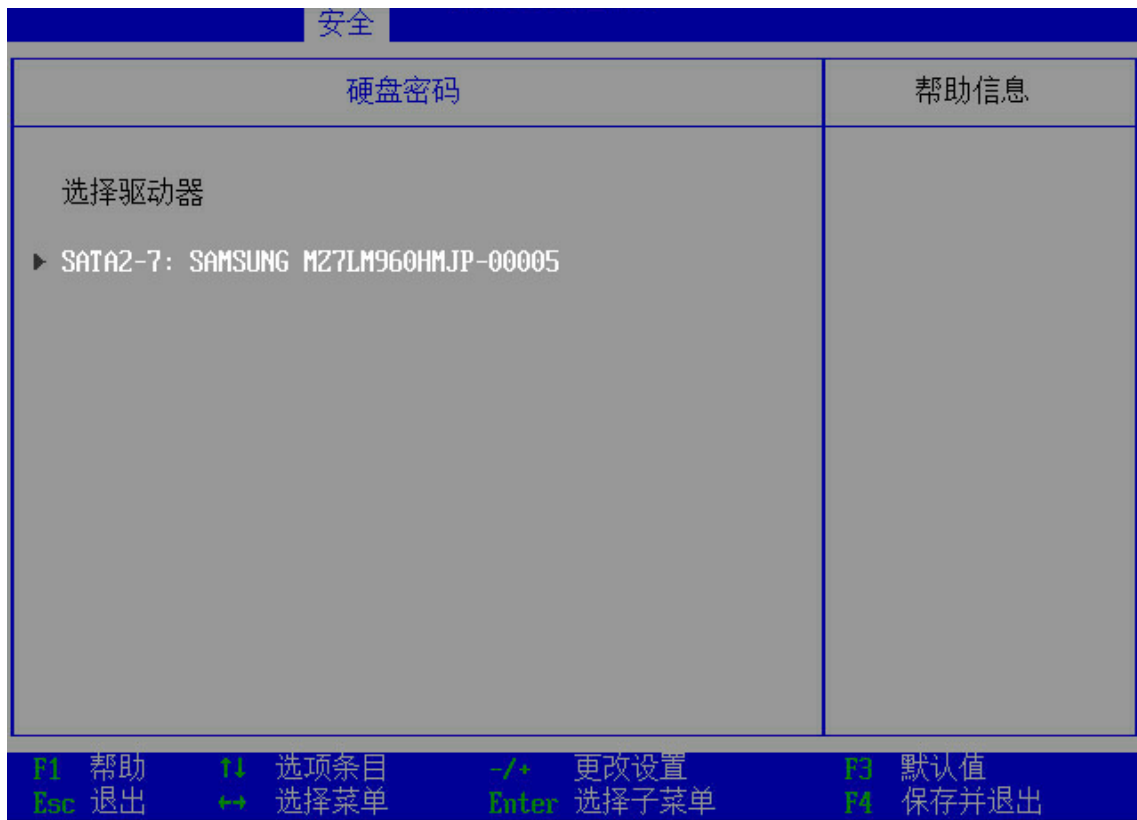 安全
硬盘密码
帮助信息
选择驱动器
SATA2-7: SAMSUNG MZ7LM960HMJP-00005
F1 帮助 ↑↓ 选项条目 -/+ 更改设置 F3 默认值
Esc 退出 ↔ 选择菜单 Enter 选择子菜单 F4 保存并退出